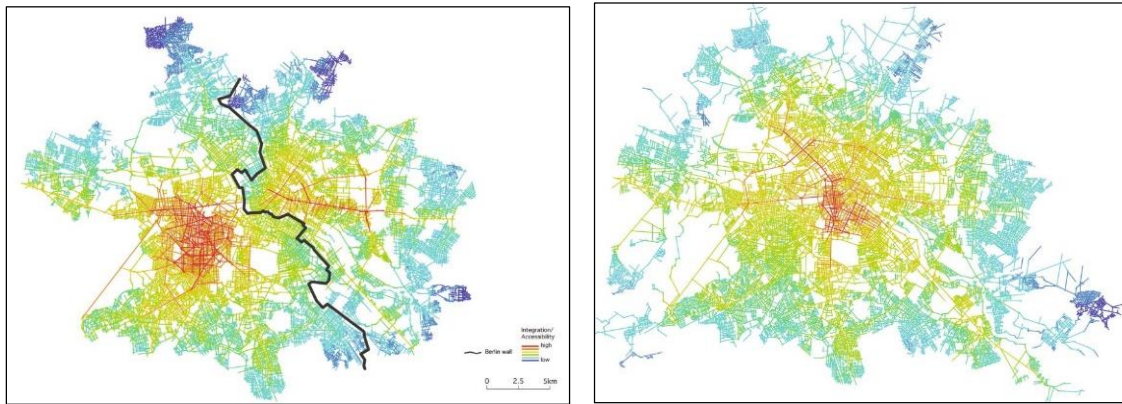 Integration/
Accessibility
high
Berlin wall
low
0 2.5 5km